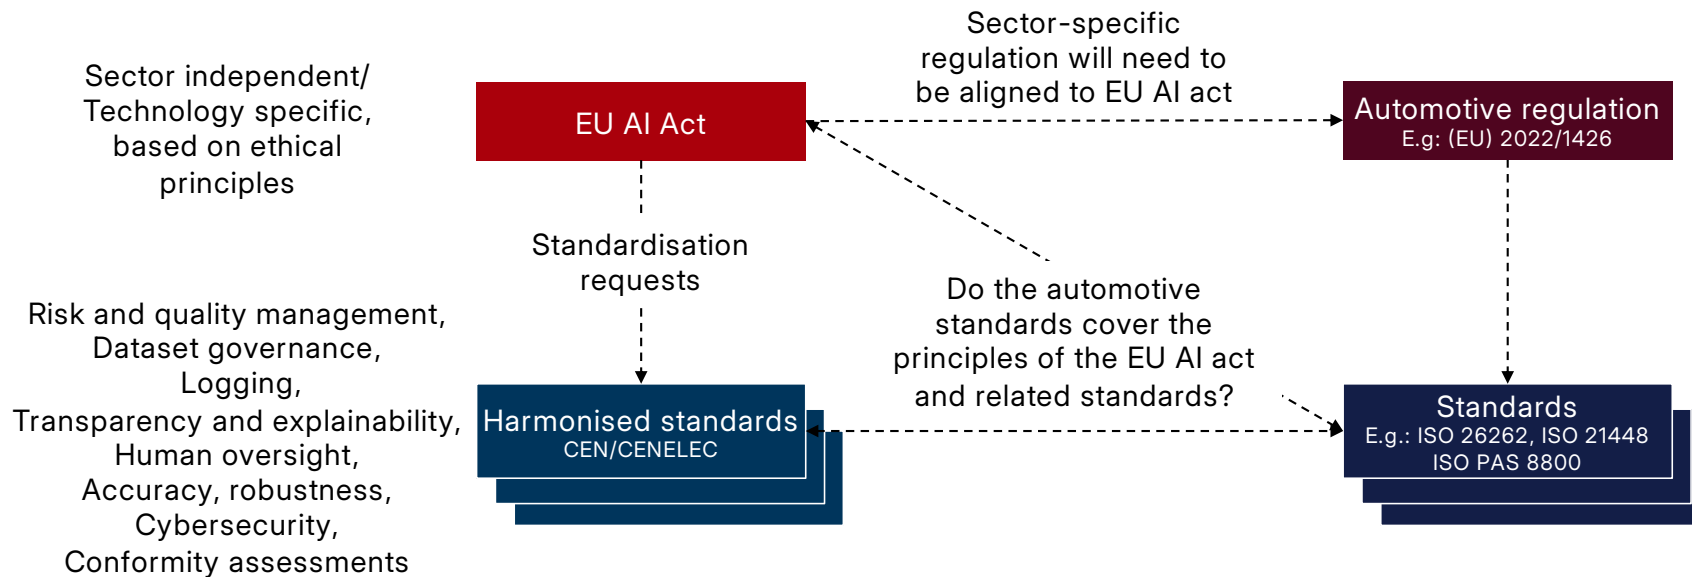 Sector independent/
Technology specific,
based on ethical
principles
EU AI Act
Sector-specific
regulation will need to
be aligned to EU AI act
Automotive regulation
E.g: (EU) 2022/1426
Standardisation
requests
Do the automotive
standards cover the
principles of the EU AI act
and related standards?
Risk and quality management,
Dataset governance,
Logging,
Transparency and explainability,
Human oversight,
Accuracy, robustness,
Cybersecurity,
Conformity assessments
Harmonised standards
CEN/CENELEC
Standards
E.g.: ISO 26262, ISO 21448
ISO PAS 8800